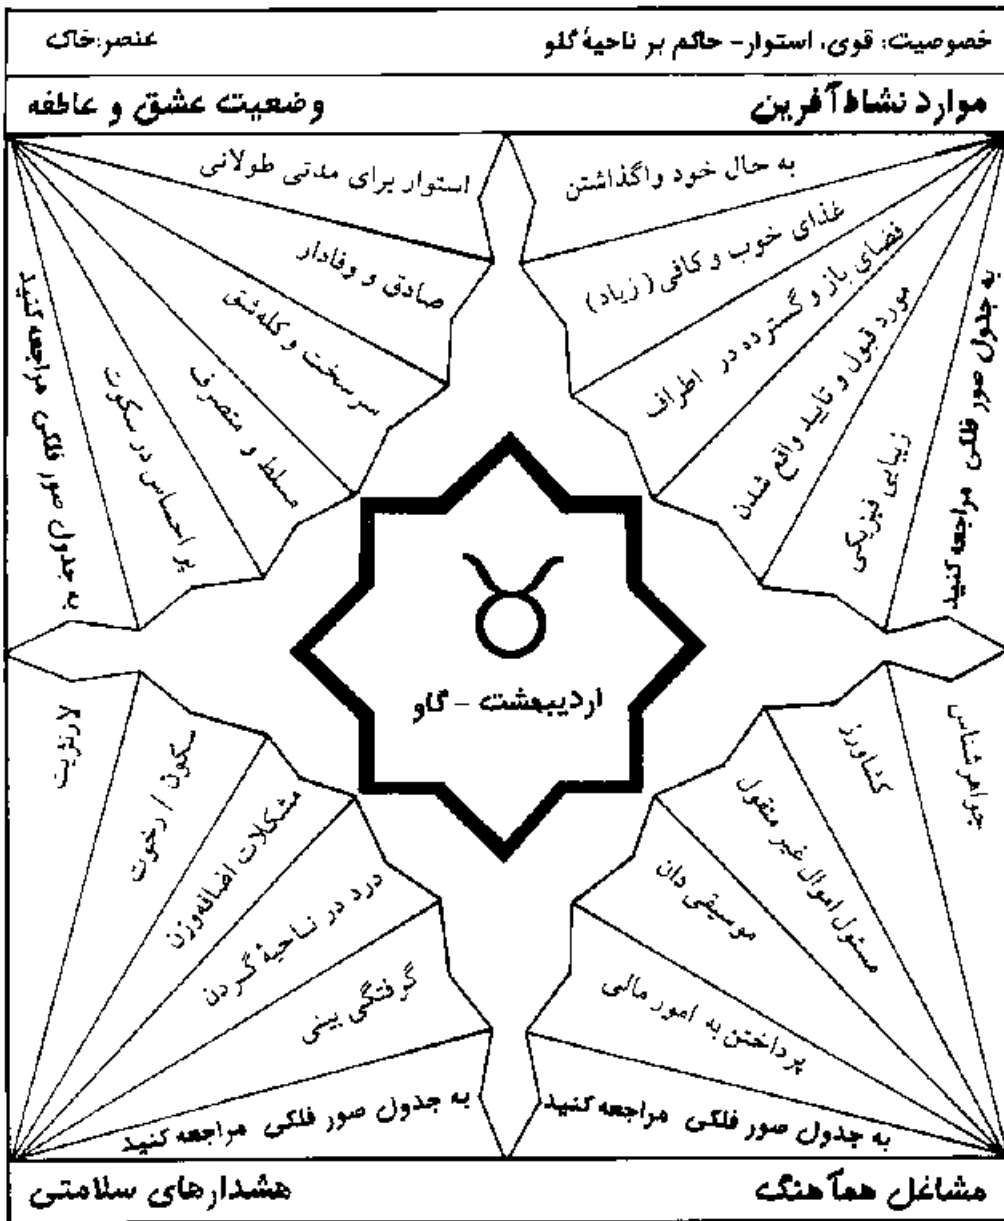 خصوصیت: قوی، استوار- حاکم بر ناحیهٔ گلو
عنصر:خاک
موارد نشاط‌آفرین
وضعیت عشق و عاطفه
به حال خود واگذاشتن
غذای خوب و کافی (زیاد)
فضای باز و گسترده در اطراف
مورد قبول و تایید واقع شدن
زیبایی فیزیکی
به جدول صور فلکی مراجعه کنید
استوار برای مدتی طولانی
صادق و وفادار
سرسخت و کله‌شق
مسلط و متصرف
پر احساس در سکوت
به جدول صور فلکی مراجعه کنید
اردیبهشت - گاو
جواهرشناس
کشاورز
مسئول اموال غیر منقول
موسیقی دان
پرداختن به امور مالی
به جدول صور فلکی مراجعه کنید
لارنژیت
سکون / رخوت
مشکلات اضافه‌وزن
درد در ناحیهٔ گردن
گرفتگی بینی
به جدول صور فلکی مراجعه کنید
مشاغل همآهنگ
هشدارهای سلامتی